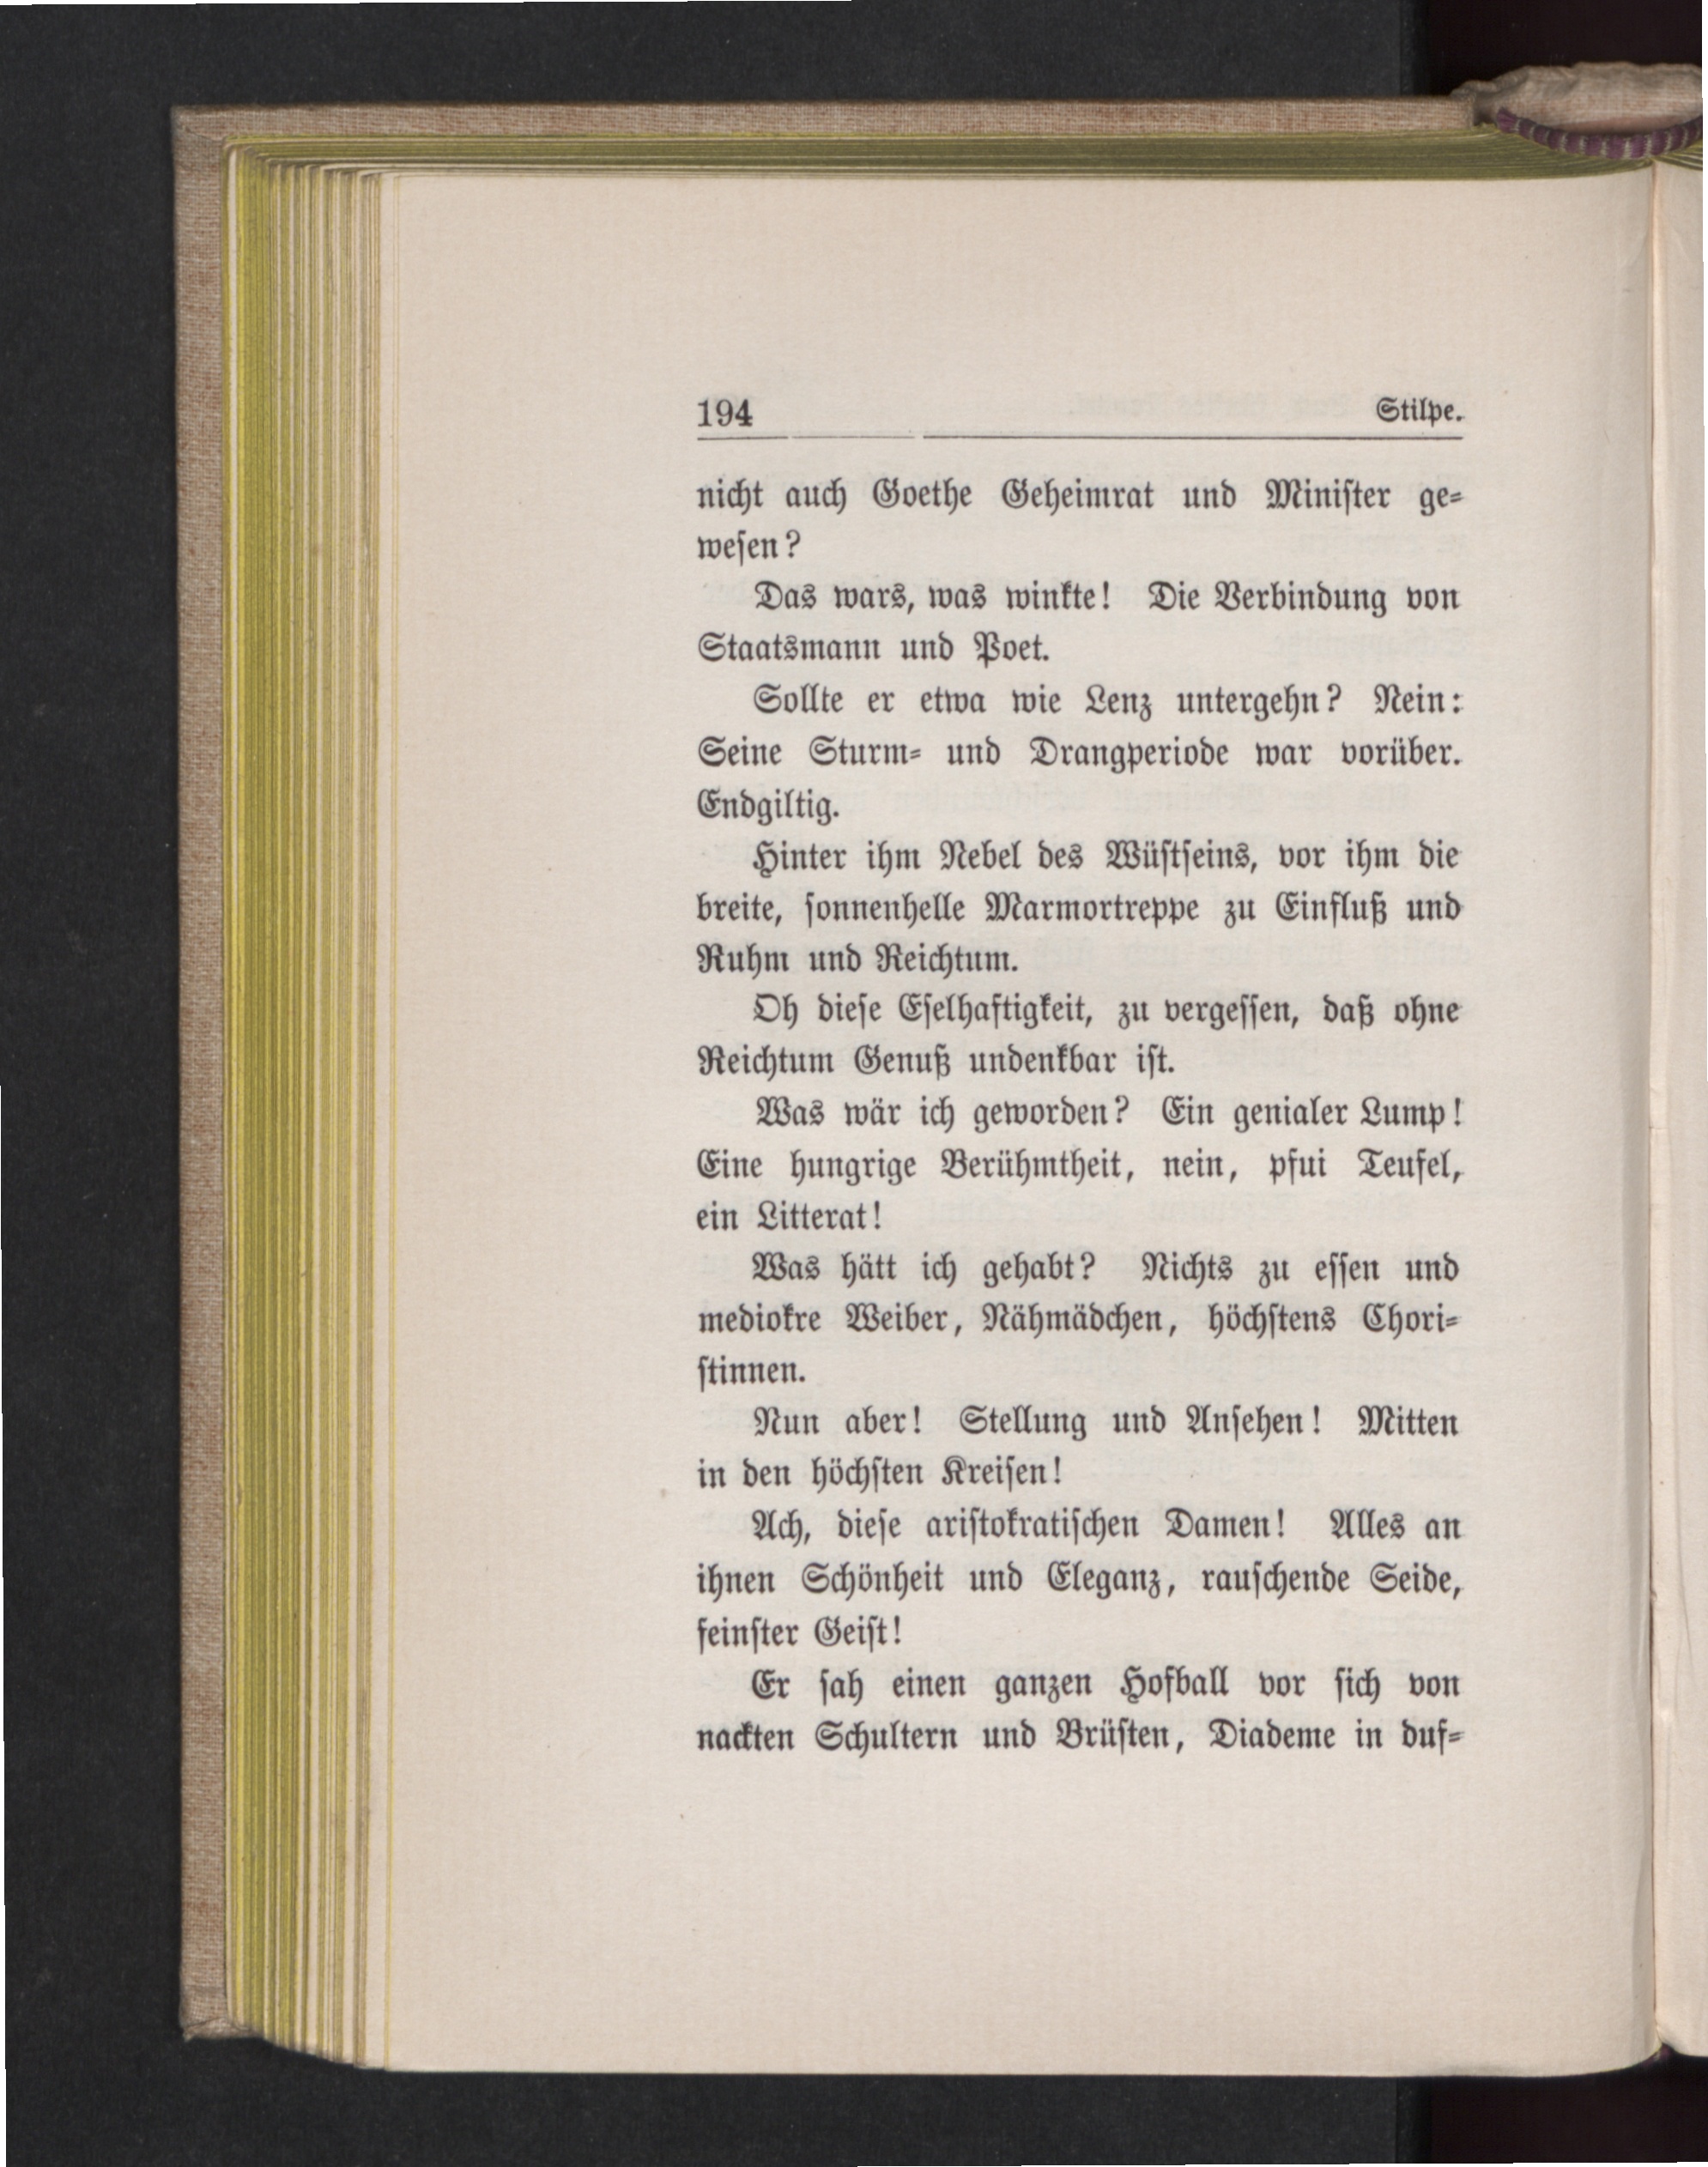 194 Stilpe.
nicht auch Goethe Geheimrat und Minister ge-
wesen?
Das wars, was winkte! Die Verbindung von
Staatsmann und Poet.
Sollte er etwa wie Lenz untergehn? Nein:
Seine Sturm- und Drangperiode war vorüber.
Endgiltig.
Hinter ihm Nebel des Wüstseins, vor ihm die
breite, sonnenhelle Marmortreppe zu Einfluß und
Ruhm und Reichtum.
Oh diese Eselhaftigkeit, zu vergessen, daß ohne
Reichtum Genuß undenkbar ist.
Was wär ich geworden? Ein genialer Lump!
Eine hungrige Berühmtheit, nein, pfui Teufel,
ein Litterat!
Was hätt ich gehabt? Nichts zu essen und
mediokre Weiber, Nähmädchen, höchstens Chori-
stinnen.
Nun aber! Stellung und Ansehen! Mitten
in den höchsten Kreisen!
Ach, diese aristokratischen Damen! Alles an
ihnen Schönheit und Eleganz, rauschende Seide,
feinster Geist!
Er sah einen ganzen Hofball vor sich von
nackten Schultern und Brüsten, Diademe in duf-